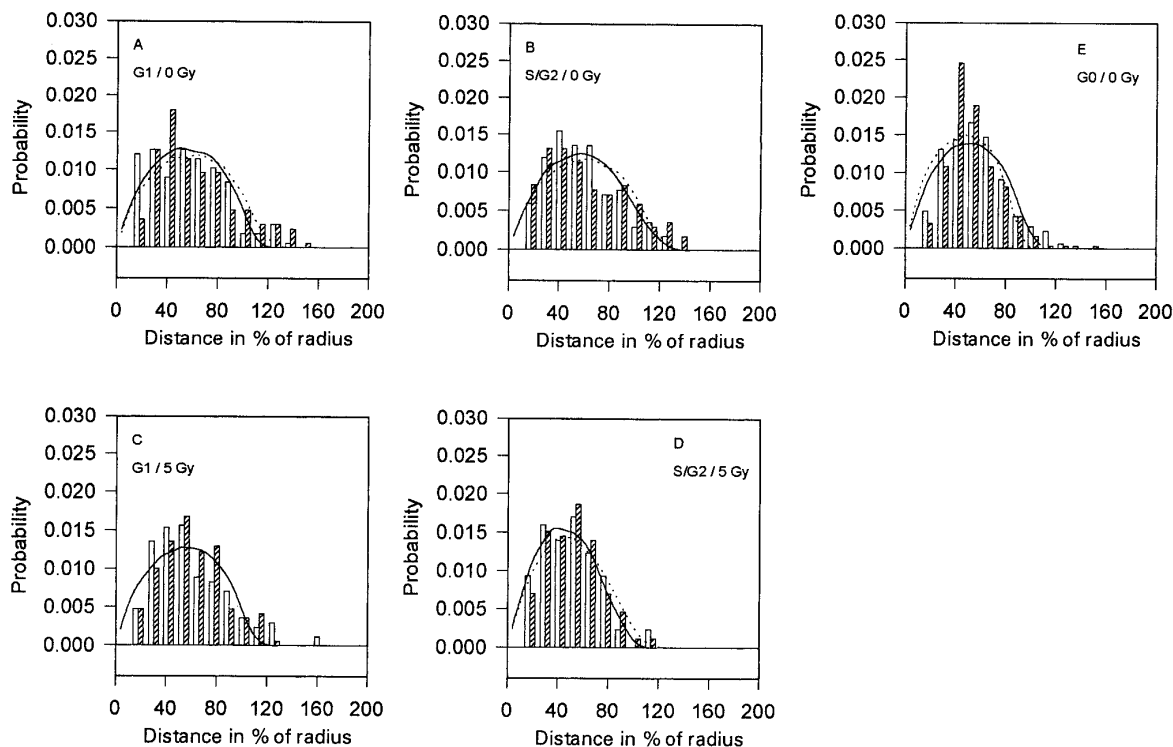 0.030
0.025
0.020
0.015
0.010
0.005
0.000
Probability
A
G1 / 0 Gy
0 40 80 120 160 200
Distance in % of radius
0.030
0.025
0.020
0.015
0.010
0.005
0.000
Probability
B
S/G2 / 0 Gy
0 40 80 120 160 200
Distance in % of radius
0.030
0.025
0.020
0.015
0.010
0.005
0.000
Probability
E
G0 / 0 Gy
0 40 80 120 160 200
Distance in % of radius
0.030
0.025
0.020
0.015
0.010
0.005
0.000
Probability
C
G1 / 5 Gy
0 40 80 120 160 200
Distance in % of radius
0.030
0.025
0.020
0.015
0.010
0.005
0.000
Probability
D
S/G2 / 5 Gy
0 40 80 120 160 200
Distance in % of radius